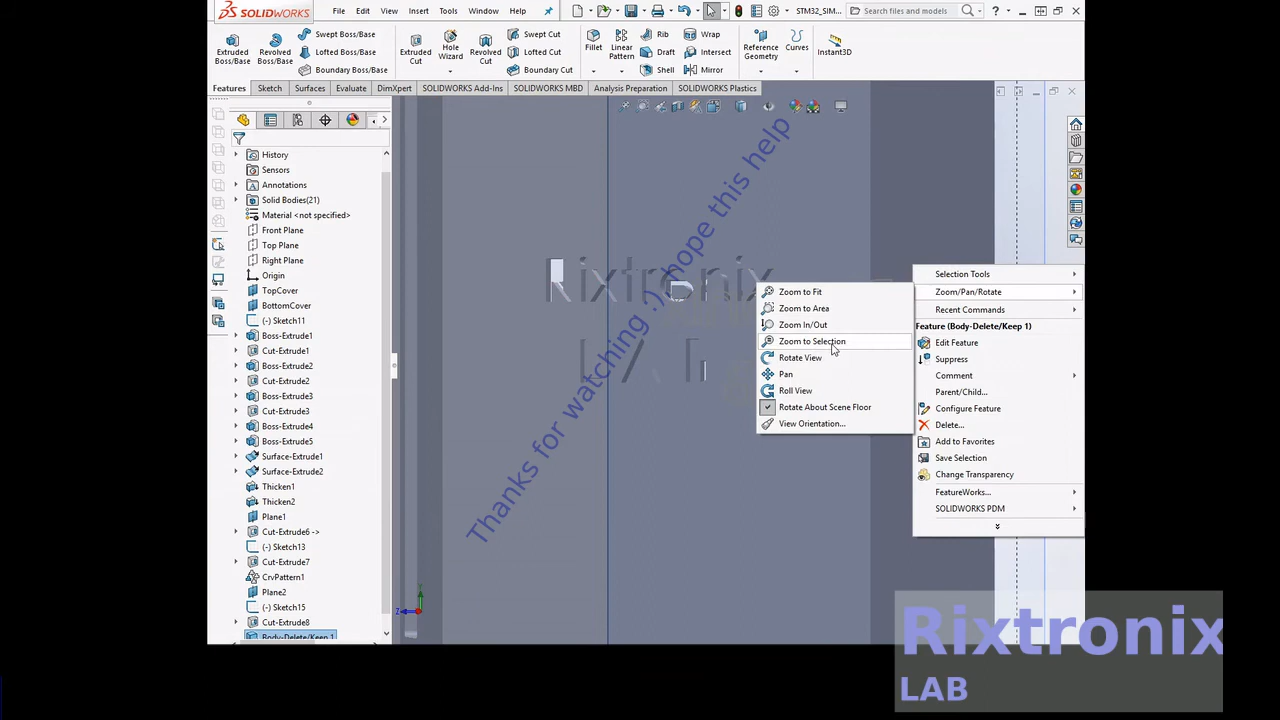 SOLIDWORKS File Edit View Insert Tools Window Help STM32_SIM... Search files and models
Extruded Boss/Base Revolved Boss/Base Swept Boss/Base Lofted Boss/Base Boundary Boss/Base Extruded Cut Hole Wizard Revolved Cut Swept Cut Lofted Cut Boundary Cut Fillet Linear Pattern Rib Draft Shell Wrap Intersect Mirror Reference Geometry Curves Instant3D
Features Sketch Surfaces Evaluate DimXpert SOLIDWORKS Add-Ins SOLIDWORKS MBD Analysis Preparation SOLIDWORKS Plastics
History
Sensors
Annotations
Solid Bodies(21)
Material <not specified>
Front Plane
Top Plane
Right Plane
Origin
TopCover
BottomCover
(-) Sketch11
Boss-Extrude1
Cut-Extrude1
Boss-Extrude2
Cut-Extrude2
Boss-Extrude3
Cut-Extrude3
Boss-Extrude4
Boss-Extrude5
Surface-Extrude1
Surface-Extrude2
Thicken1
Thicken2
Plane1
Cut-Extrude6 ->
(-) Sketch13
Cut-Extrude7
CrvPattern1
Plane2
(-) Sketch15
Cut-Extrude8
Body-Delete/Keep 1
Rixtronix
Thanks for watching :), hope this help
Zoom to Fit
Zoom to Area
Zoom In/Out
Zoom to Selection
Rotate View
Pan
Roll View
Rotate About Scene Floor
View Orientation...
Selection Tools
Zoom/Pan/Rotate
Recent Commands
Feature (Body-Delete/Keep 1)
Edit Feature
Suppress
Comment
Parent/Child...
Configure Feature
Delete...
Add to Favorites
Save Selection
Change Transparency
FeatureWorks...
SOLIDWORKS PDM
Y
Z
Rixtronix
LAB